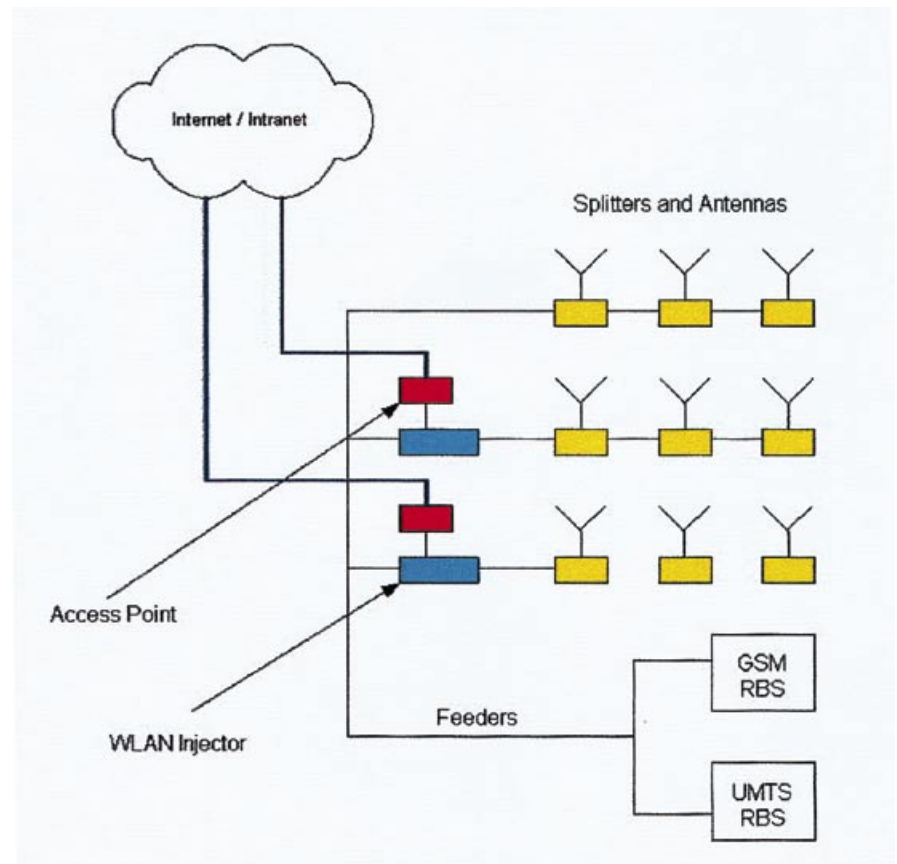 Internet / Intranet
Splitters and Antennas
Access Point
WLAN Injector
Feeders
GSM
RBS
UMTS
RBS